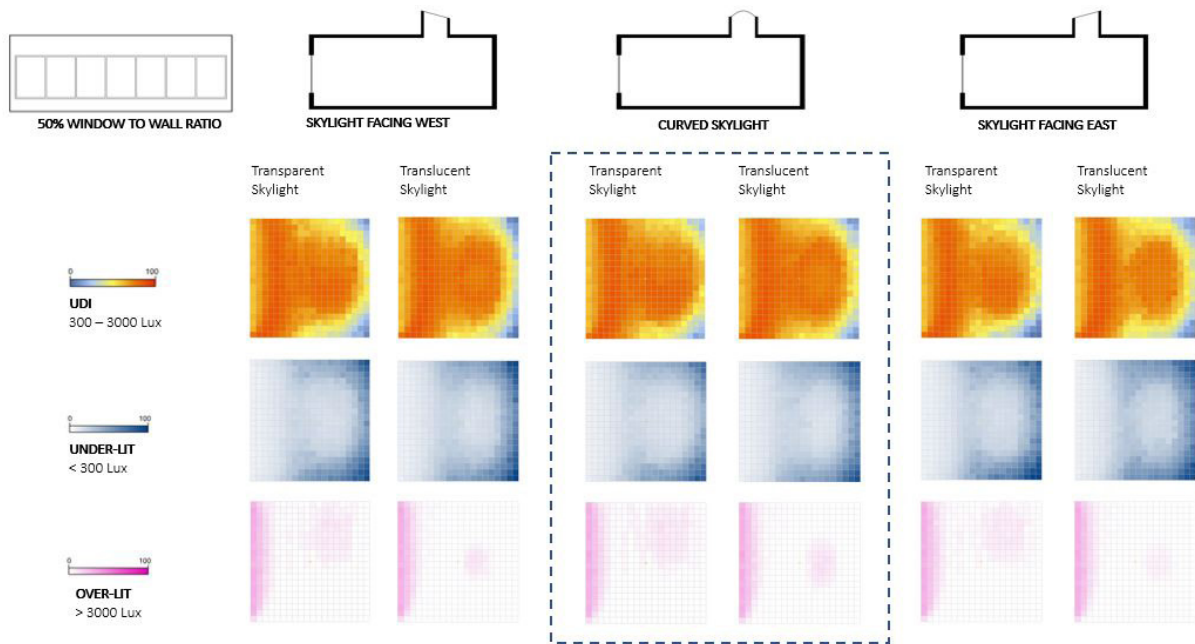 50% WINDOW TO WALL RATIO
SKYLIGHT FACING WEST
CURVED SKYLIGHT
SKYLIGHT FACING EAST
Transparent
Skylight
Translucent
Skylight
Transparent
Skylight
Translucent
Skylight
Transparent
Skylight
Translucent
Skylight
0 100
UDI
300 – 3000 Lux
0 100
UNDER-LIT
< 300 Lux
0 100
OVER-LIT
> 3000 Lux